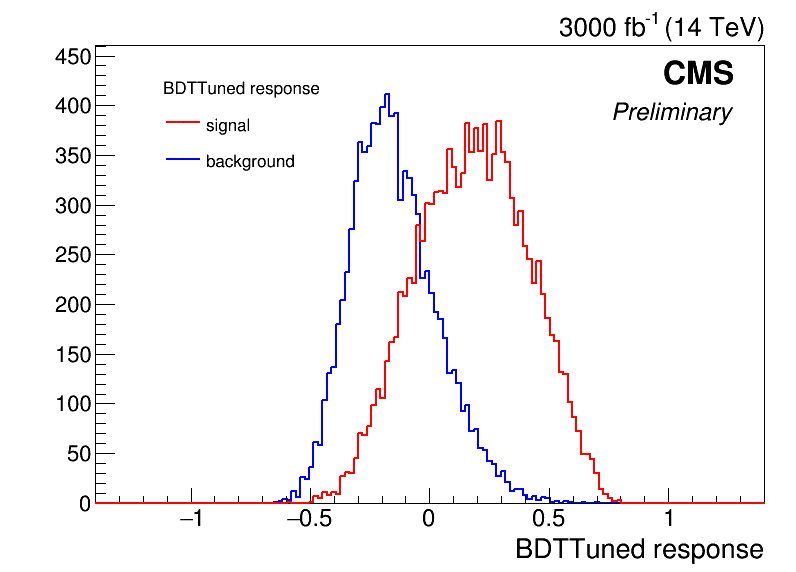 3000 fb-1 (14 TeV)
CMS
Preliminary
BDTTuned response
signal
background
450
400
350
300
250
200
150
100
50
0
−1
−0.5
0
0.5
1
BDTTuned response